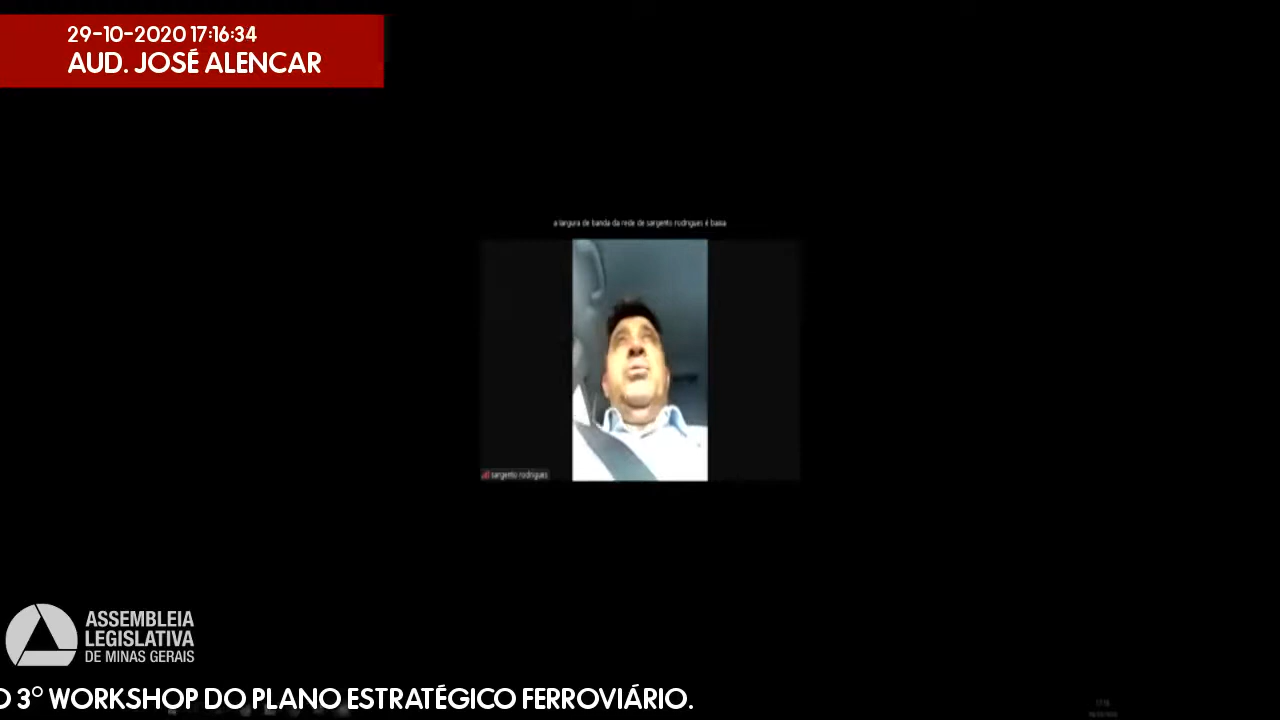 29-10-2020 17:16:34
AUD. JOSÉ ALENCAR
a largura de banda da rede de sargento rodrigues é baixa
sargento rodrigues
ASSEMBLEIA
LEGISLATIVA
DE MINAS GERAIS
O 3° WORKSHOP DO PLANO ESTRATÉGICO FERROVIÁRIO.